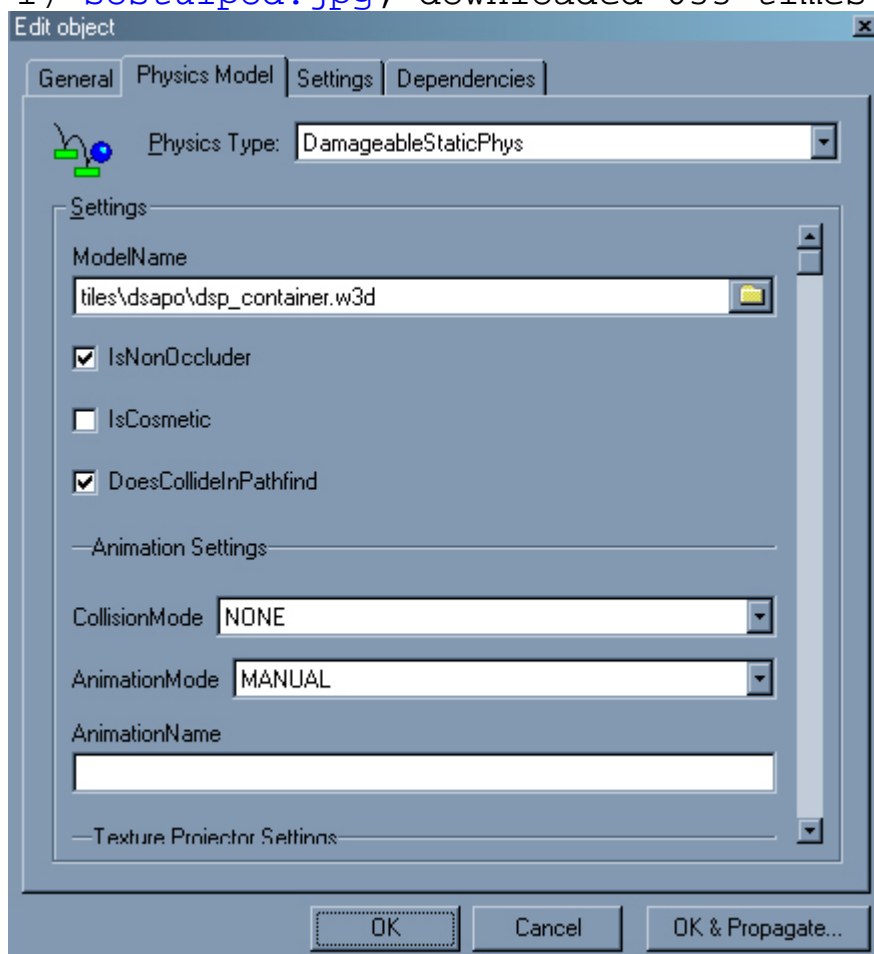 Edit object
General Physics Model Settings Dependencies
Physics Type: DamageableStaticPhys
Settings
ModelName
tiles\dsapo\dsp_container.w3d
IsNonOccluder
IsCosmetic
DoesCollideInPathfind
Animation Settings
CollisionMode NONE
AnimationMode MANUAL
AnimationName
Texture Projector Settings
OK Cancel OK & Propagate...